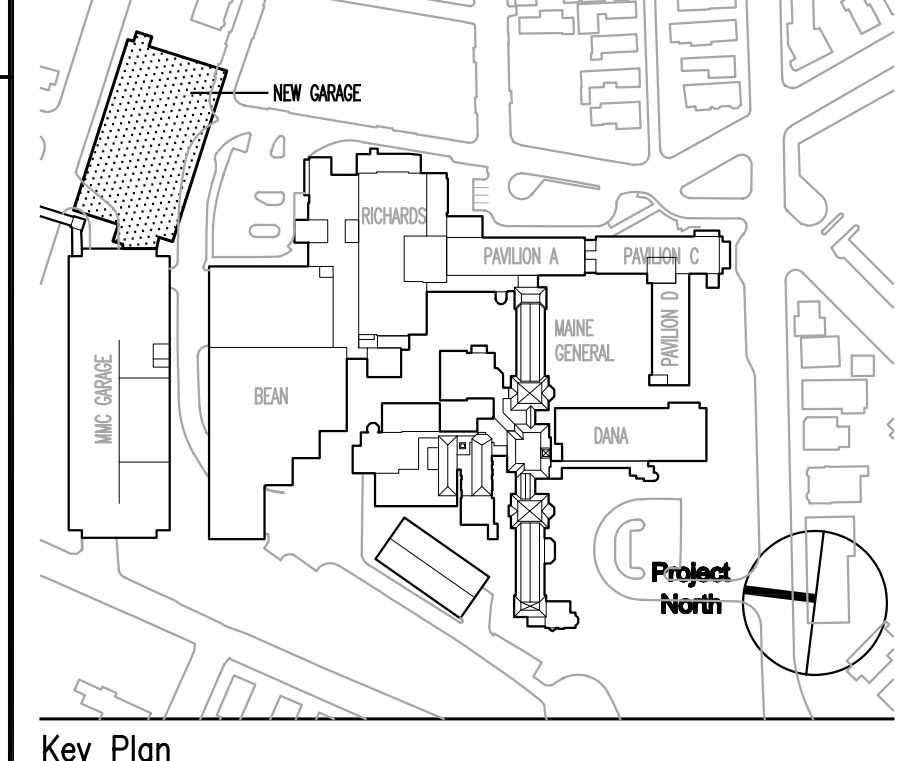 NEW GARAGE
RICHARDS
PAVILION A
PAVILION C
PAVILION D
MAINE
GENERAL
MMC GARAGE
BEAN
DANA
Project
North
Key Plan